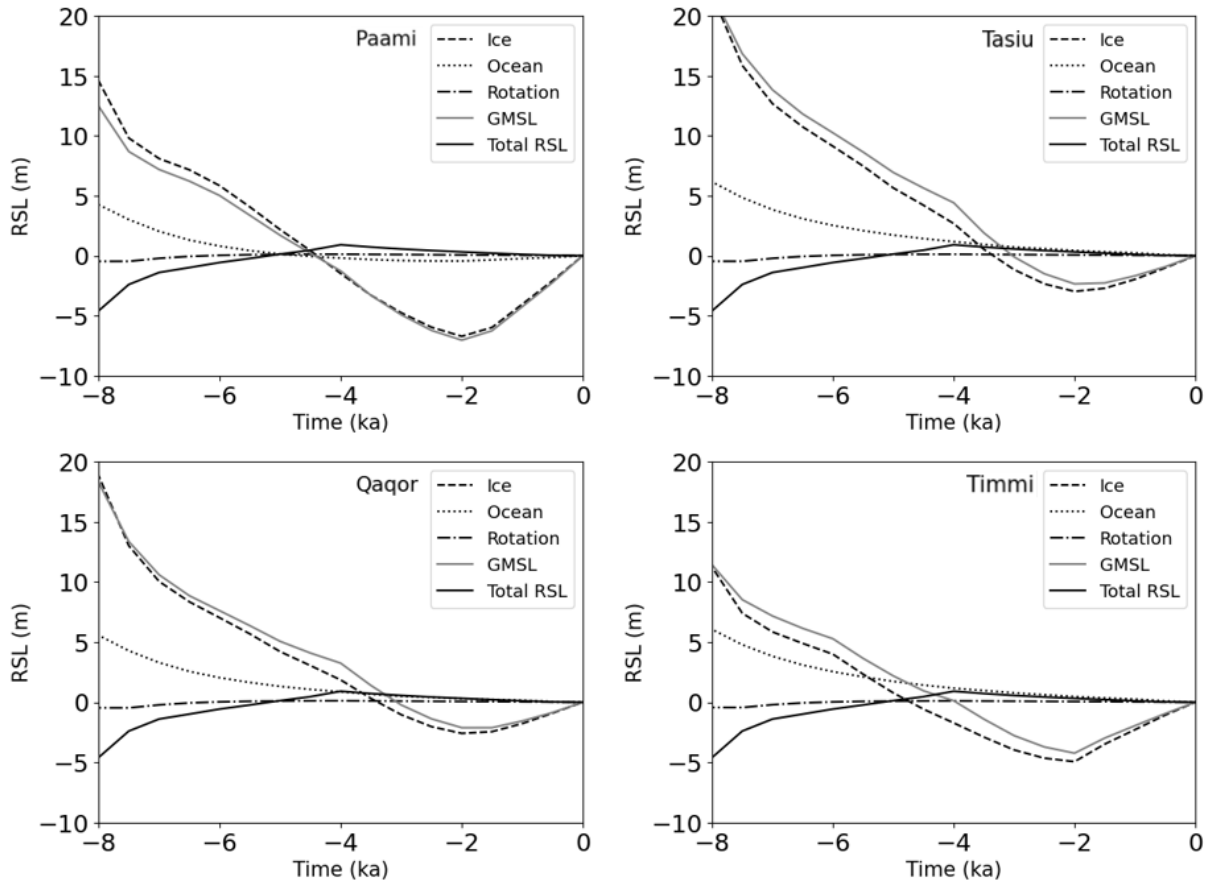 Paami
Ice
Ocean
Rotation
GMSL
Total RSL
20
15
10
5
0
−5
−10
RSL (m)
−8
−6
−4
−2
0
Time (ka)
Tasiu
Ice
Ocean
Rotation
GMSL
Total RSL
20
15
10
5
0
−5
−10
RSL (m)
−8
−6
−4
−2
0
Time (ka)
Qaqor
Ice
Ocean
Rotation
GMSL
Total RSL
20
15
10
5
0
−5
−10
RSL (m)
−8
−6
−4
−2
0
Time (ka)
Timmi
Ice
Ocean
Rotation
GMSL
Total RSL
20
15
10
5
0
−5
−10
RSL (m)
−8
−6
−4
−2
0
Time (ka)